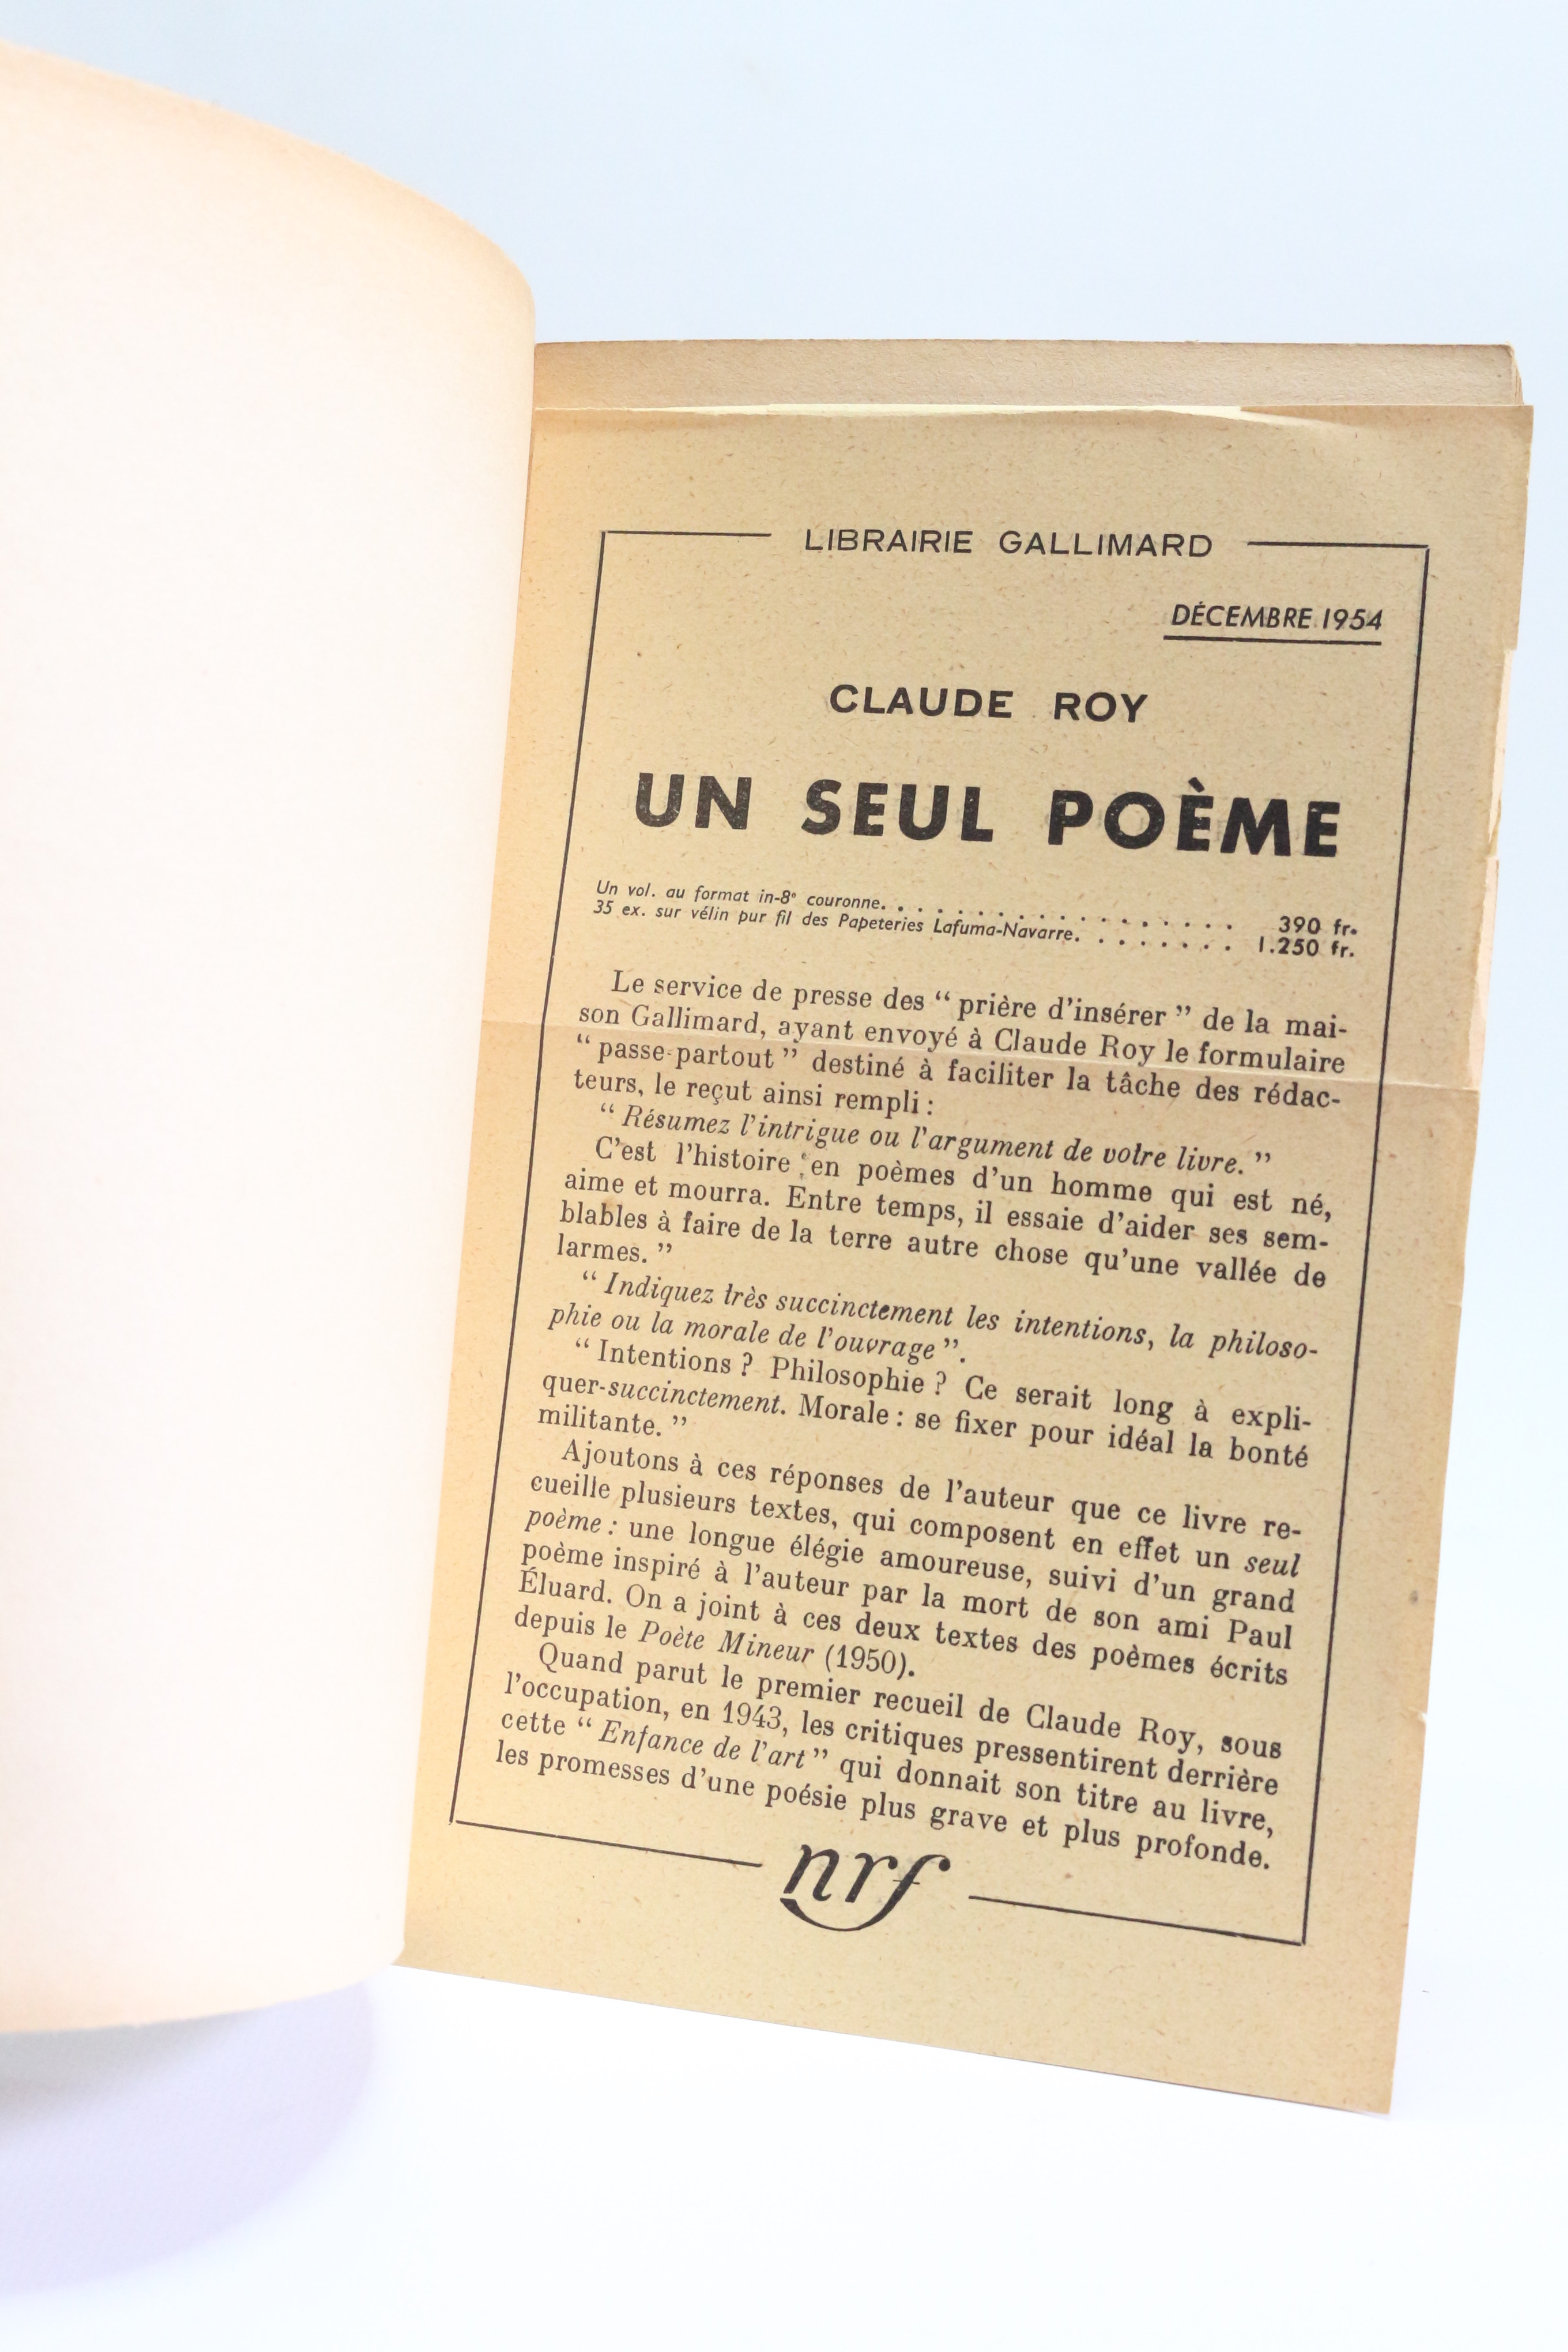 LIBRAIRIE GALLIMARD
DÉCEMBRE 1954
CLAUDE ROY
UN SEUL POÈME
Un vol. au format in-8° couronne. . . . . . . . . . . . . . . . . . 390 fr.
35 ex. sur vélin pur fil des Papeteries Lafuma-Navarre. . . . . . . . 1.250 fr.
Le service de presse des “ prière d’insérer ” de la mai-
son Gallimard, ayant envoyé à Claude Roy le formulaire
“ passe-partout ” destiné à faciliter la tâche des rédac-
teurs, le reçut ainsi rempli :
“ Résumez l’intrigue ou l’argument de votre livre. ”
C’est l’histoire en poèmes d’un homme qui est né,
aime et mourra. Entre temps, il essaie d’aider ses sem-
blables à faire de la terre autre chose qu’une vallée de
larmes. ”
“ Indiquez très succinctement les intentions, la philoso-
phie ou la morale de l’ouvrage ”.
“ Intentions ? Philosophie ? Ce serait long à expli-
quer-succinctement. Morale : se fixer pour idéal la bonté
militante. ”
Ajoutons à ces réponses de l’auteur que ce livre re-
cueille plusieurs textes, qui composent en effet un seul
poème : une longue élégie amoureuse, suivi d’un grand
poème inspiré à l’auteur par la mort de son ami Paul
Éluard. On a joint à ces deux textes des poèmes écrits
depuis le Poète Mineur (1950).
Quand parut le premier recueil de Claude Roy, sous
l’occupation, en 1943, les critiques pressentirent derrière
cette “ Enfance de l’art ” qui donnait son titre au livre,
les promesses d’une poésie plus grave et plus profonde.
nrf